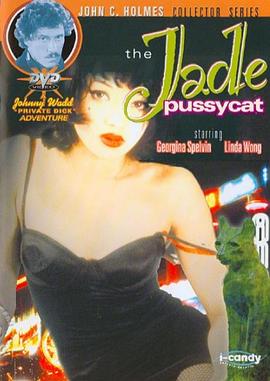 JOHN C. HOLMES COLLECTOR SERIES
the
Jade
pussycat
DVD
VIDEO
A
Johnny Wadd
"PRIVATE DICK"
ADVENTURE
starring
Georgina Spelvin Linda Wong
i-candy